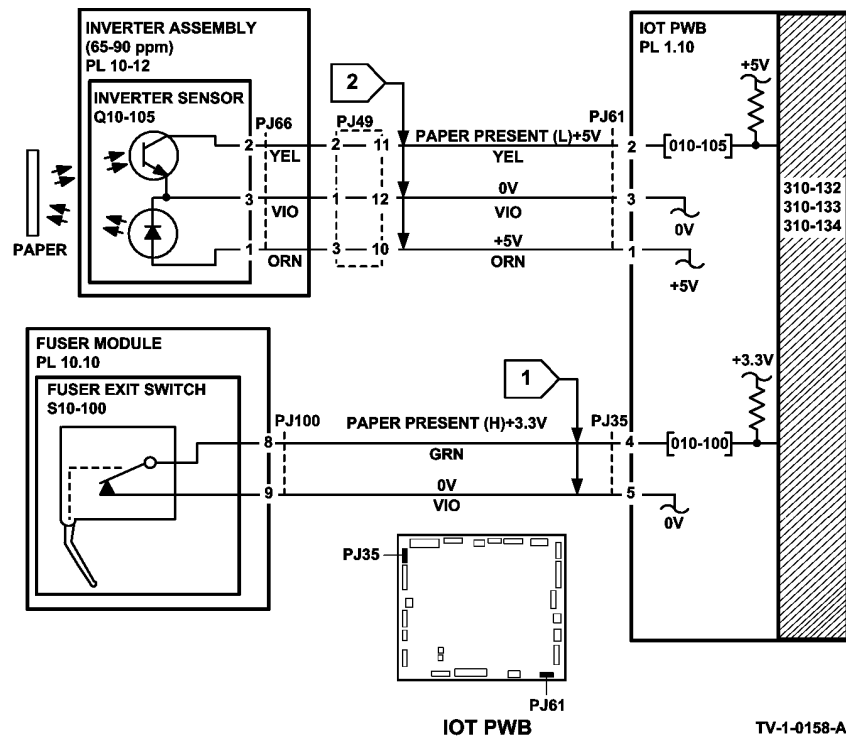 INVERTER ASSEMBLY
(65-90 ppm)
PL 10-12
INVERTER SENSOR
Q10-105
PAPER
PJ66
2
YEL
3
VIO
1
ORN
PJ49
2 11
1 12
3 10
2
PAPER PRESENT (L)+5V
YEL
0V
VIO
+5V
ORN
PJ61
2
3
1
IOT PWB
PL 1.10
+5V
010-105
0V
+5V
310-132
310-133
310-134
FUSER MODULE
PL 10.10
FUSER EXIT SWITCH
S10-100
PJ100
8
9
1
PAPER PRESENT (H)+3.3V
GRN
0V
VIO
PJ35
4
5
+3.3V
010-100
0V
PJ35
PJ61
IOT PWB
TV-1-0158-A